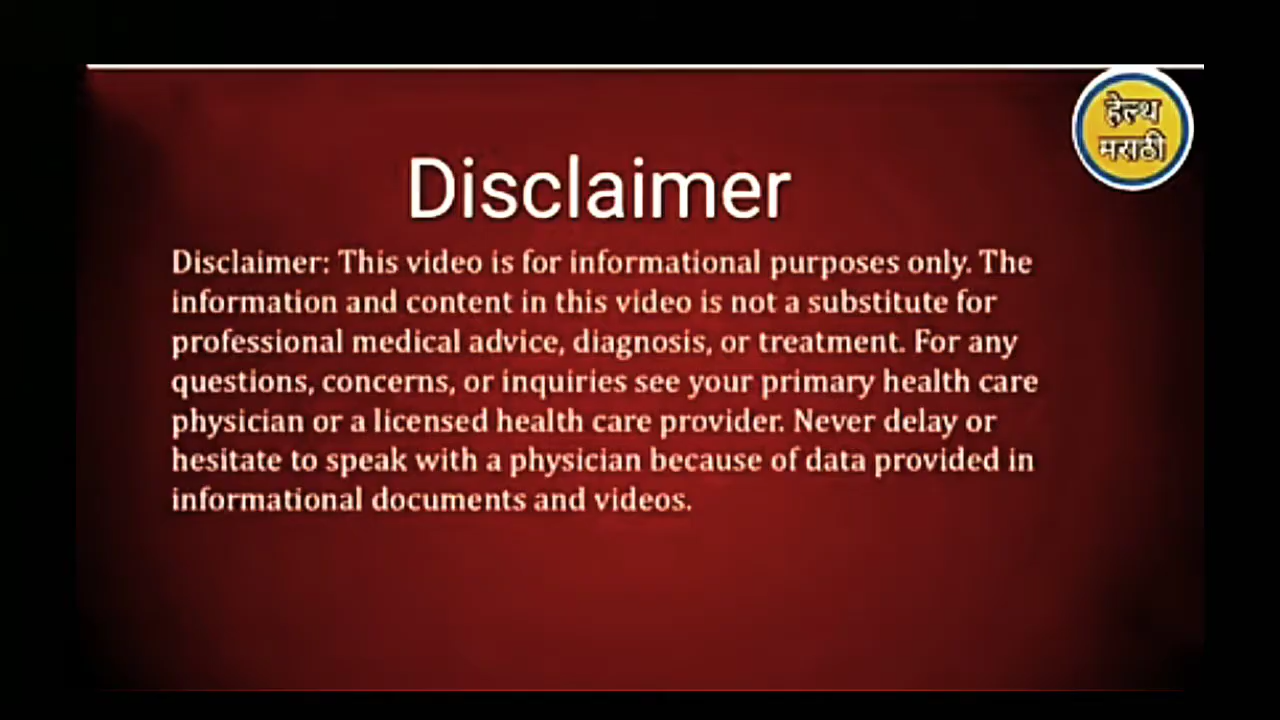 हेल्थ
मराठी
Disclaimer
Disclaimer: This video is for informational purposes only. The
information and content in this video is not a substitute for
professional medical advice, diagnosis, or treatment. For any
questions, concerns, or inquiries see your primary health care
physician or a licensed health care provider. Never delay or
hesitate to speak with a physician because of data provided in
informational documents and videos.